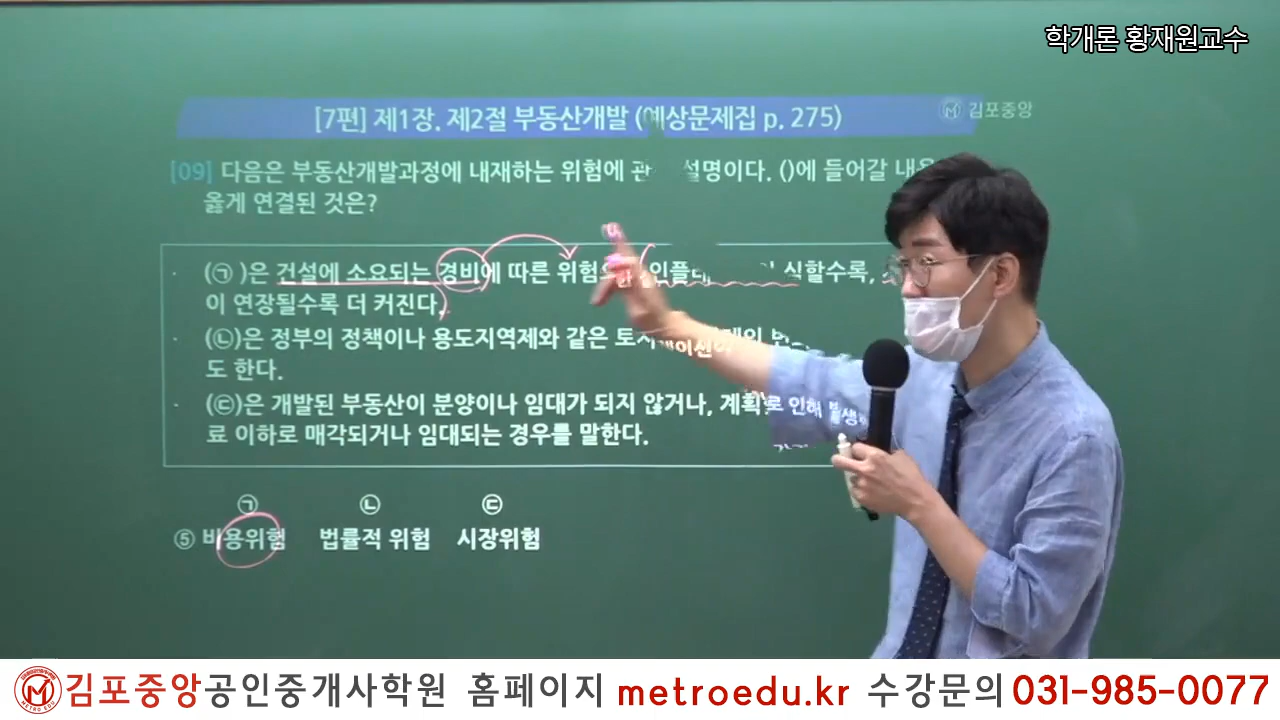 학개론 황재원교수
[7편] 제1장. 제2절 부동산개발 (예상문제집 p. 275)
김포중앙
[09] 다음은 부동산개발과정에 내재하는 위험에 관 설명이다. ()에 들어갈 내용
옳게 연결된 것은?
· (㉠ )은 건설에 소요되는 경비에 따른 위험으 인플레 심할수록,
이 연장될수록 더 커진다.
· (㉡)은 정부의 정책이나 용도지역제와 같은
도 한다.
· (㉢)은 개발된 부동산이 분양이나 임대가 되지 않거나, 계획
료 이하로 매각되거나 임대되는 경우를 말한다.
㉠ ㉡ ㉢
⑤ 비용위험 법률적 위험 시장위험
METRO EDU 김포중앙공인중개사학원 홈페이지 metroedu.kr 수강문의 031-985-0077